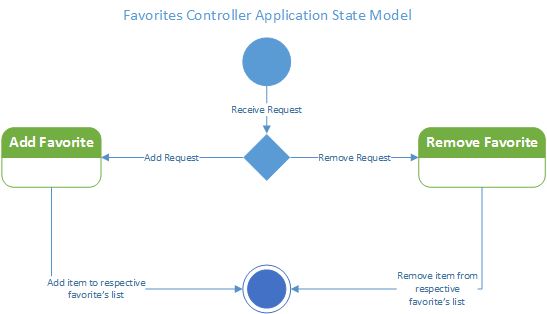 Favorites Controller Application State Model
Receive Request
Add Favorite
Remove Favorite
Add Request
Remove Request
Add item to respective
favorite's list
Remove item from
respective
favorite's list